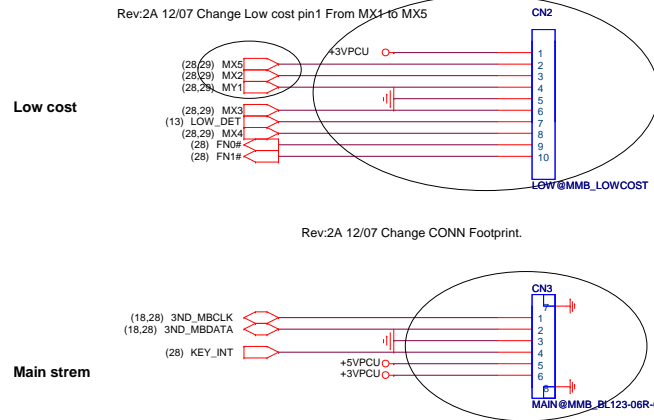 Rev:2A 12/07 Change Low cost pin1 From MX1 to MX5
CN2
+3VPCU 1
(28,29) MX5 2
(28,29) MX2 3
(28,29) MY1 4
5
Low cost
(28,29) MX3 6
(13) LOW_DET 7
(28,29) MX4 8
(28) FN0# 9
(28) FN1# 10
LOW@MMB_LOWCOST
Rev:2A 12/07 Change CONN Footprint.
CN3
7
(18,28) 3ND_MBCLK 1
(18,28) 3ND_MBDATA 2
3
(28) KEY_INT 4
+5VPCU 5
Main strem
+3VPCU 6
8
MAIN@MMB_BL123-06R-